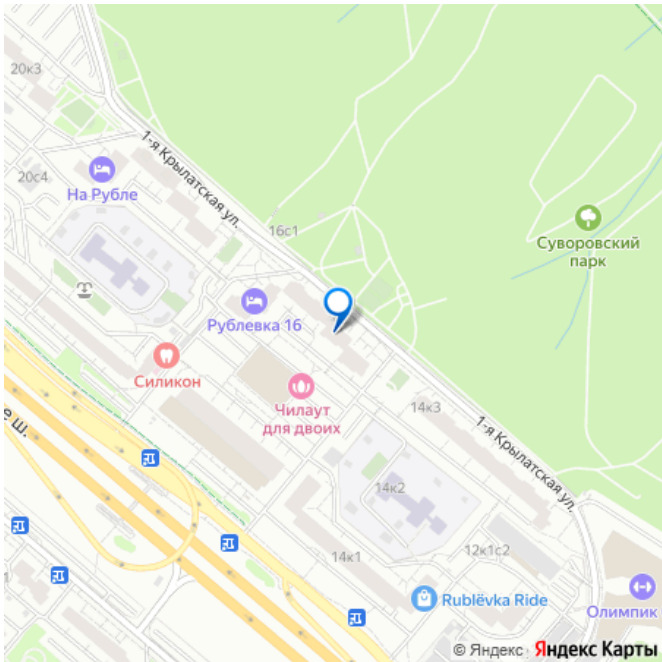 20к3
1-я Крылатская ул.
20с4
На Рубле
16с1
Суворовский
парк
Рублевка 16
Силикон
Чилаут
для двоих
14к3
1-я Крылатская ул.
е ш.
14к2
14к1
12к1с2
Rublëvka Ride
Олимпик
© Яндекс Яндекс Карты